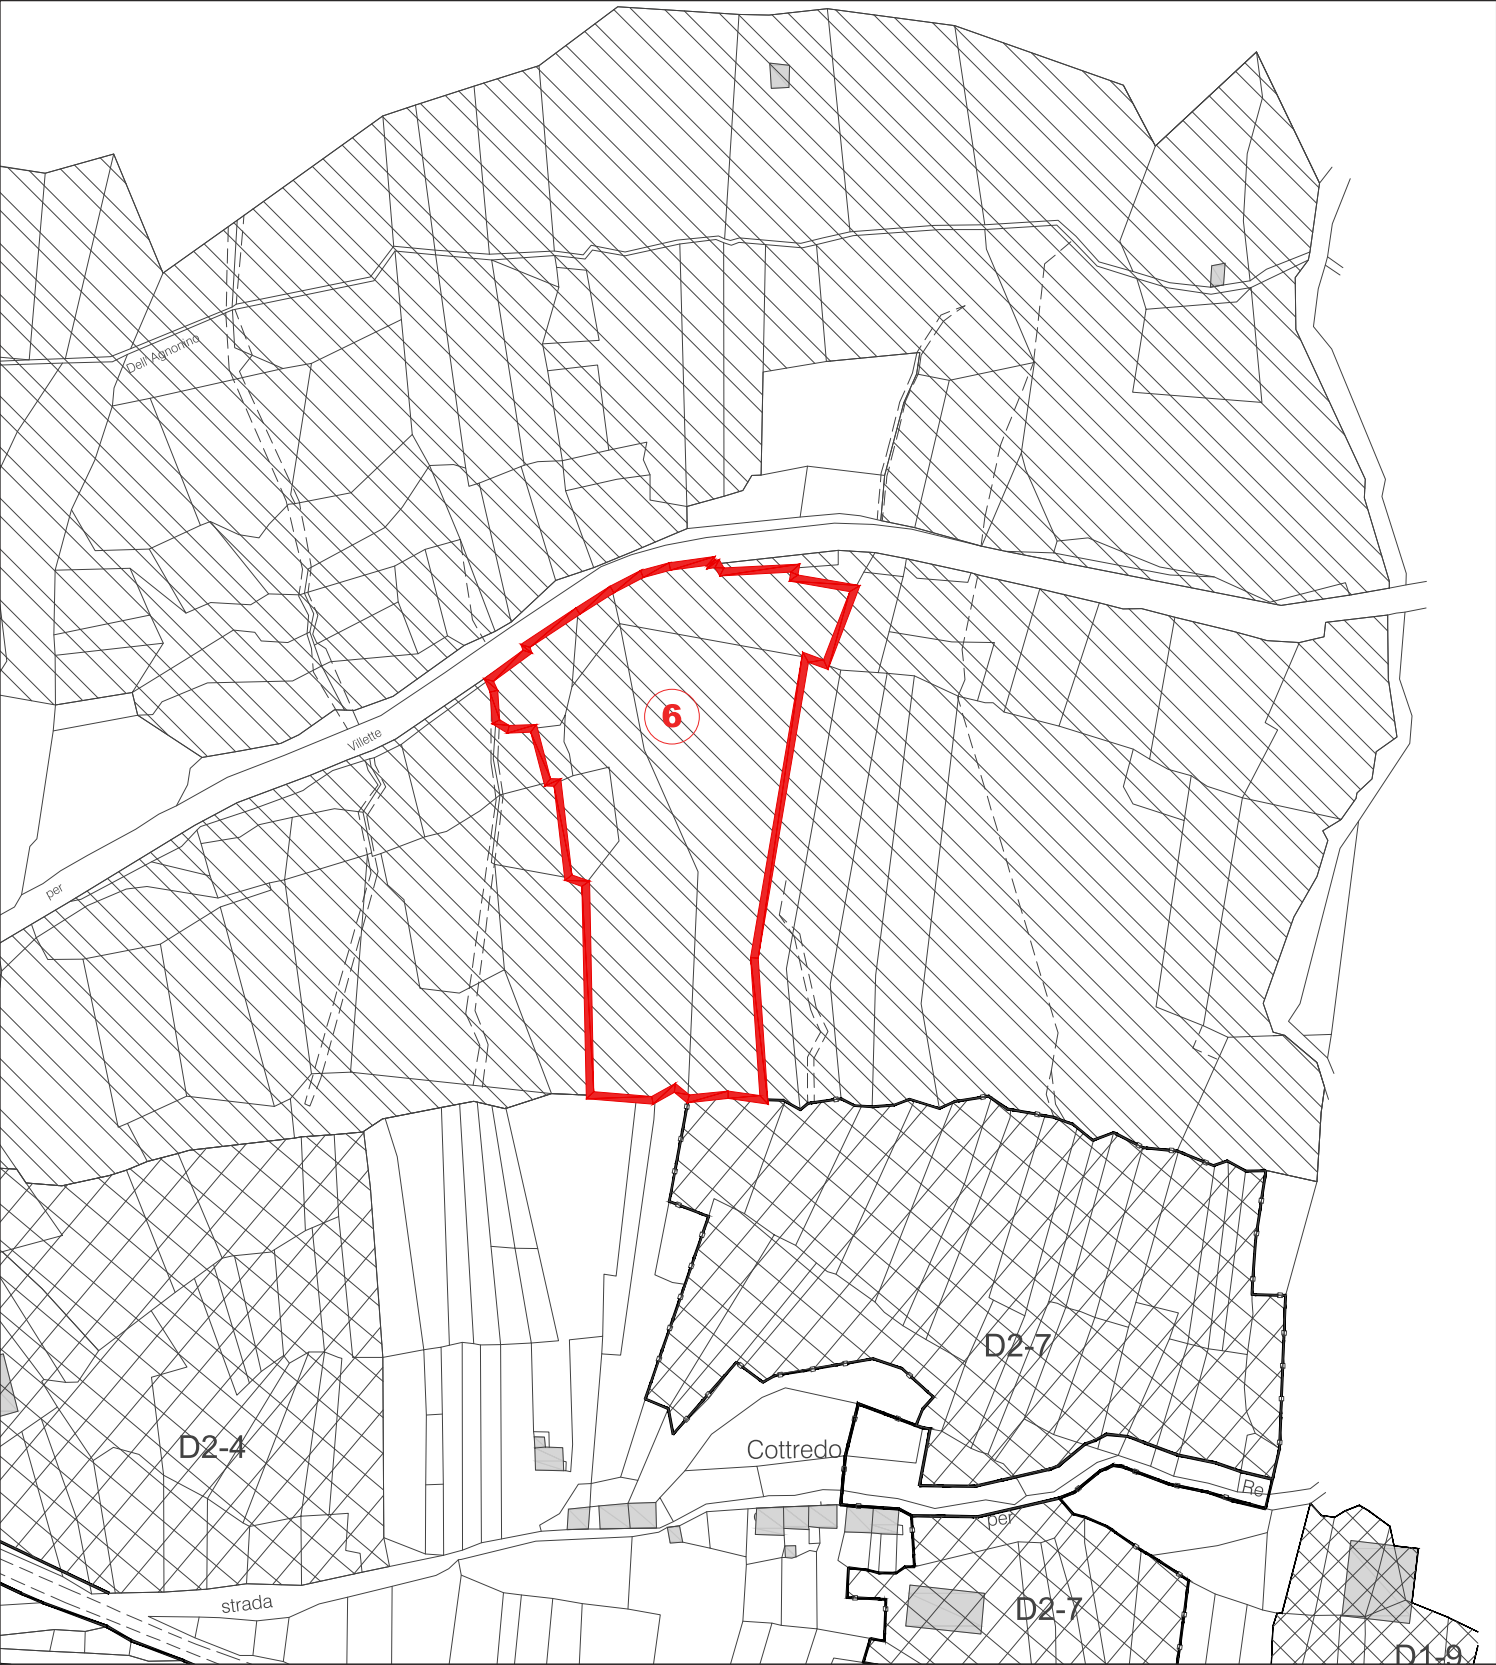 Dell'Agnonino
6
Villette
per
D2-7
D2-4
Cottredo
Re
per
strada
D2-7
D1-9